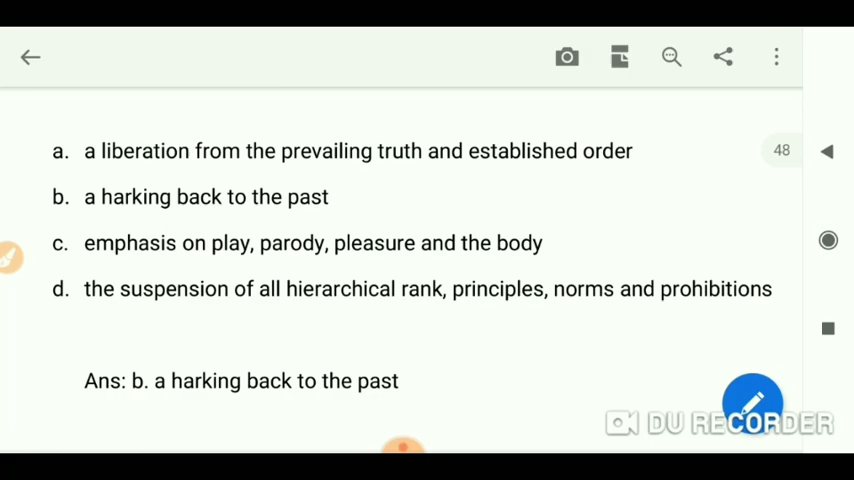 a. a liberation from the prevailing truth and established order
48
b. a harking back to the past
c. emphasis on play, parody, pleasure and the body
d. the suspension of all hierarchical rank, principles, norms and prohibitions
Ans: b. a harking back to the past
DU RECORDER